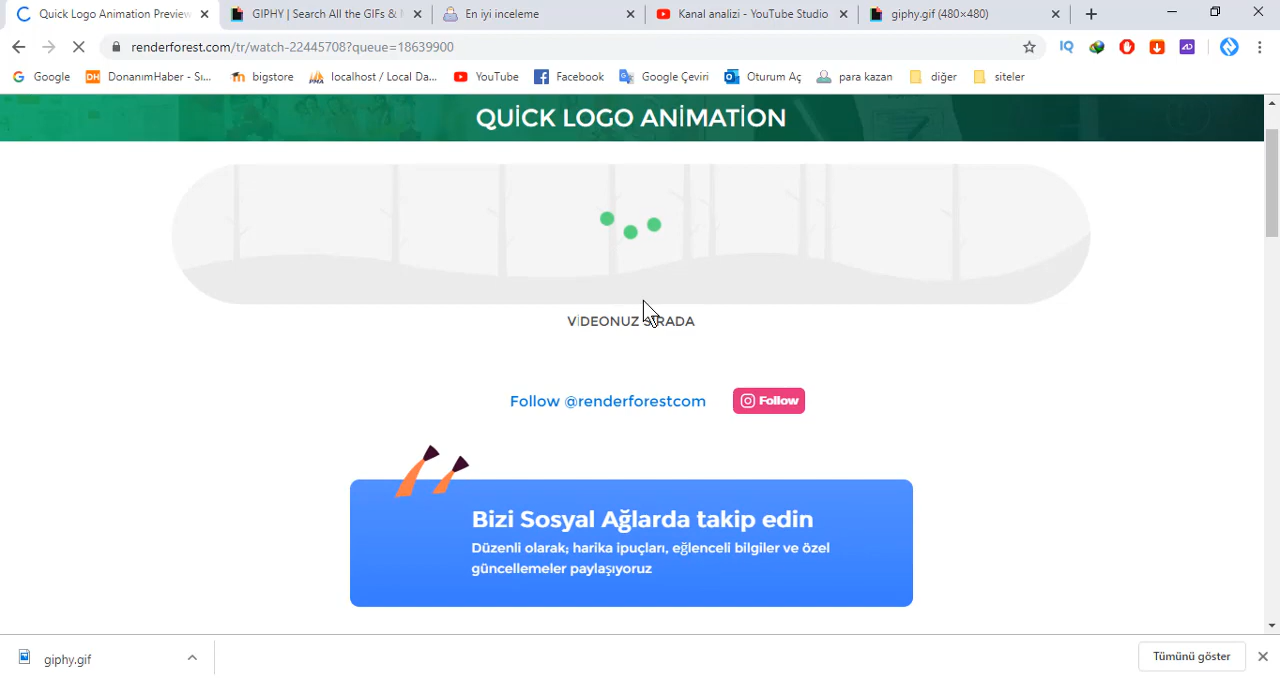 Quick Logo Animation Preview
GIPHY | Search All the GIFs &
En iyi inceleme
Kanal analizi - YouTube Studio
giphy.gif (480×480)
renderforest.com/tr/watch-22445708?queue=18639900
Google
DonanımHaber - Si...
bigstore
localhost / Local Da...
YouTube
Facebook
Google Çeviri
Oturum Aç
para kazan
diğer
siteler
QUİCK LOGO ANİMATİON
VİDEONUZ SIRADA
Follow @renderforestcom
Follow
Bizi Sosyal Ağlarda takip edin
Düzenli olarak; harika ipuçları, eğlenceli bilgiler ve özel
güncellemeler paylaşıyoruz
giphy.gif
Tümünü göster